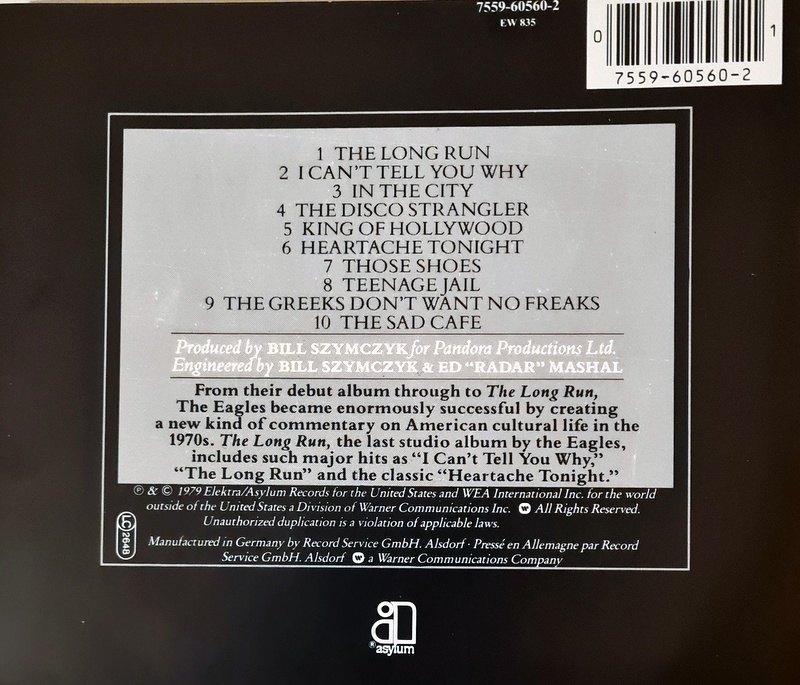 7559-60560-2
EW 835
0 1
7559-60560-2
1 THE LONG RUN
2 I CAN'T TELL YOU WHY
3 IN THE CITY
4 THE DISCO STRANGLER
5 KING OF HOLLYWOOD
6 HEARTACHE TONIGHT
7 THOSE SHOES
8 TEENAGE JAIL
9 THE GREEKS DON'T WANT NO FREAKS
10 THE SAD CAFE
Produced by BILL SZYMCZYK for Pandora Productions Ltd.
Engineered by BILL SZYMCZYK & ED "RADAR" MASHAL
From their debut album through to The Long Run,
The Eagles became enormously successful by creating
a new kind of commentary on American cultural life in the
1970s. The Long Run, the last studio album by the Eagles,
includes such major hits as "I Can't Tell You Why,"
"The Long Run" and the classic "Heartache Tonight."
℗ & © 1979 Elektra/Asylum Records for the United States and WEA International Inc. for the world
outside of the United States a Division of Warner Communications Inc. All Rights Reserved.
Unauthorized duplication is a violation of applicable laws.
LC 2648
Manufactured in Germany by Record Service GmbH. Alsdorf · Pressé en Allemagne par Record
Service GmbH. Alsdorf a Warner Communications Company
® asylum